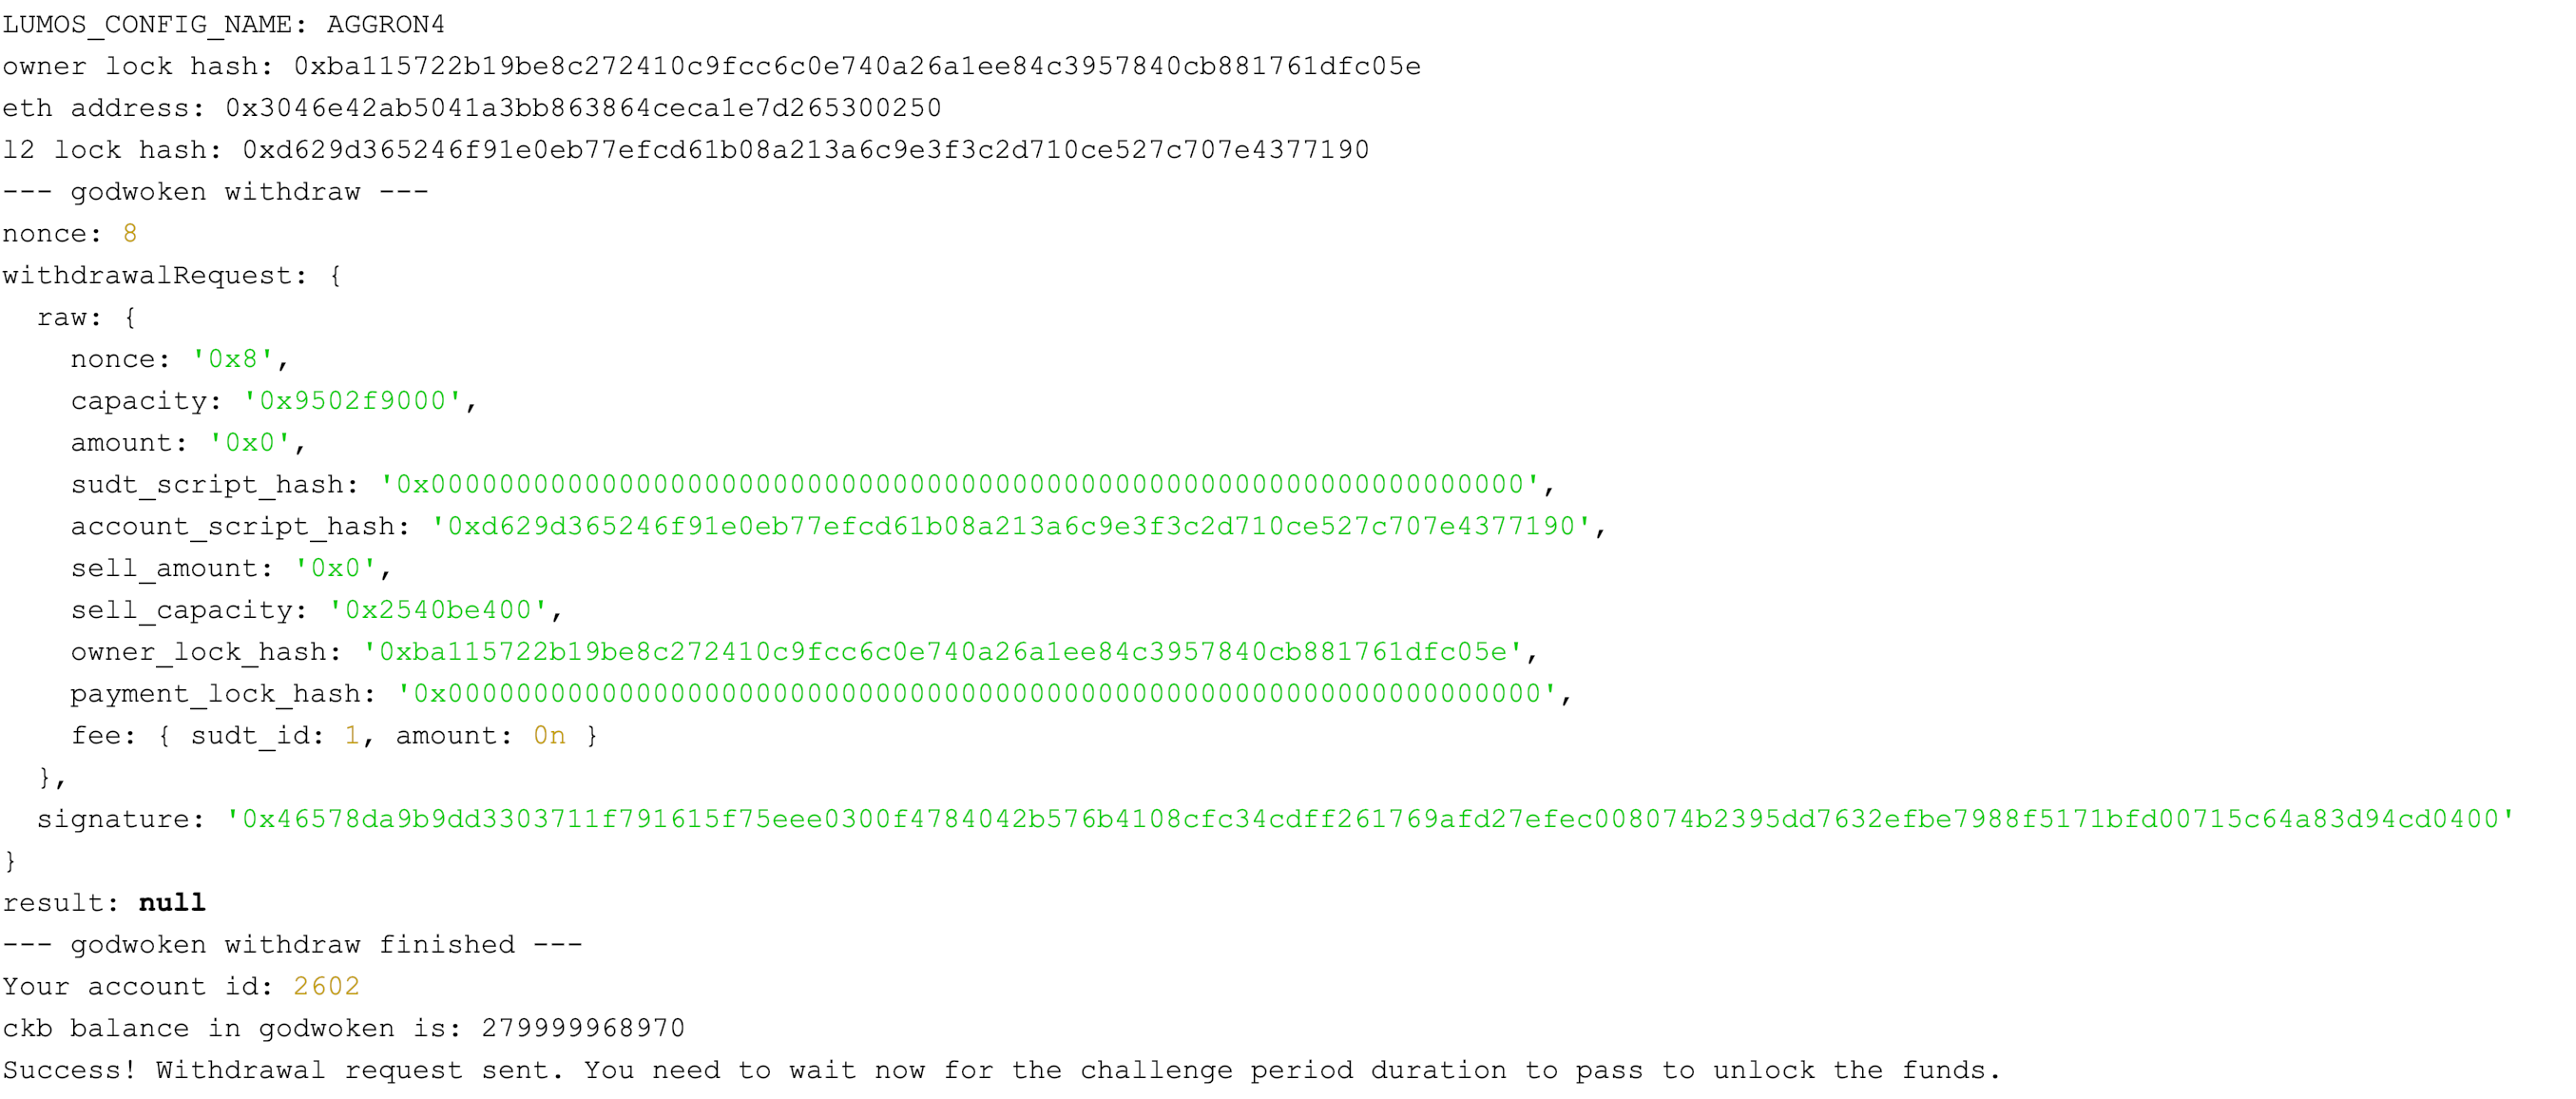 LUMOS_CONFIG_NAME: AGGRON4
owner lock hash: 0xba115722b19be8c272410c9fcc6c0e740a26a1ee84c3957840cb881761dfc05e
eth address: 0x3046e42ab5041a3bb863864ceca1e7d265300250
l2 lock hash: 0xd629d365246f91e0eb77efcd61b08a213a6c9e3f3c2d710ce527c707e4377190
--- godwoken withdraw ---
nonce: 8
withdrawalRequest: {
  raw: {
    nonce: '0x8',
    capacity: '0x9502f9000',
    amount: '0x0',
    sudt_script_hash: '0x0000000000000000000000000000000000000000000000000000000000000000',
    account_script_hash: '0xd629d365246f91e0eb77efcd61b08a213a6c9e3f3c2d710ce527c707e4377190',
    sell_amount: '0x0',
    sell_capacity: '0x2540be400',
    owner_lock_hash: '0xba115722b19be8c272410c9fcc6c0e740a26a1ee84c3957840cb881761dfc05e',
    payment_lock_hash: '0x0000000000000000000000000000000000000000000000000000000000000000',
    fee: { sudt_id: 1, amount: 0n }
  },
  signature: '0x46578da9b9dd3303711f791615f75eee0300f4784042b576b4108cfc34cdff261769afd27efec008074b2395dd7632efbe7988f5171bfd00715c64a83d94cd0400'
}
result: null
--- godwoken withdraw finished ---
Your account id: 2602
ckb balance in godwoken is: 279999968970
Success! Withdrawal request sent. You need to wait now for the challenge period duration to pass to unlock the funds.